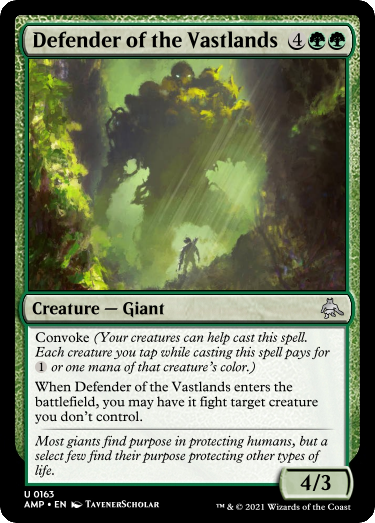 Defender of the Vastlands 4
Creature — Giant
Convoke (Your creatures can help cast this spell.
Each creature you tap while casting this spell pays for
1 or one mana of that creature's color.)
When Defender of the Vastlands enters the
battlefield, you may have it fight target creature
you don't control.
Most giants find purpose in protecting humans, but a
select few find their purpose protecting other types of
life.
4/3
U 0163
AMP • EN TavenerScholar
™ & © 2021 Wizards of the Coast